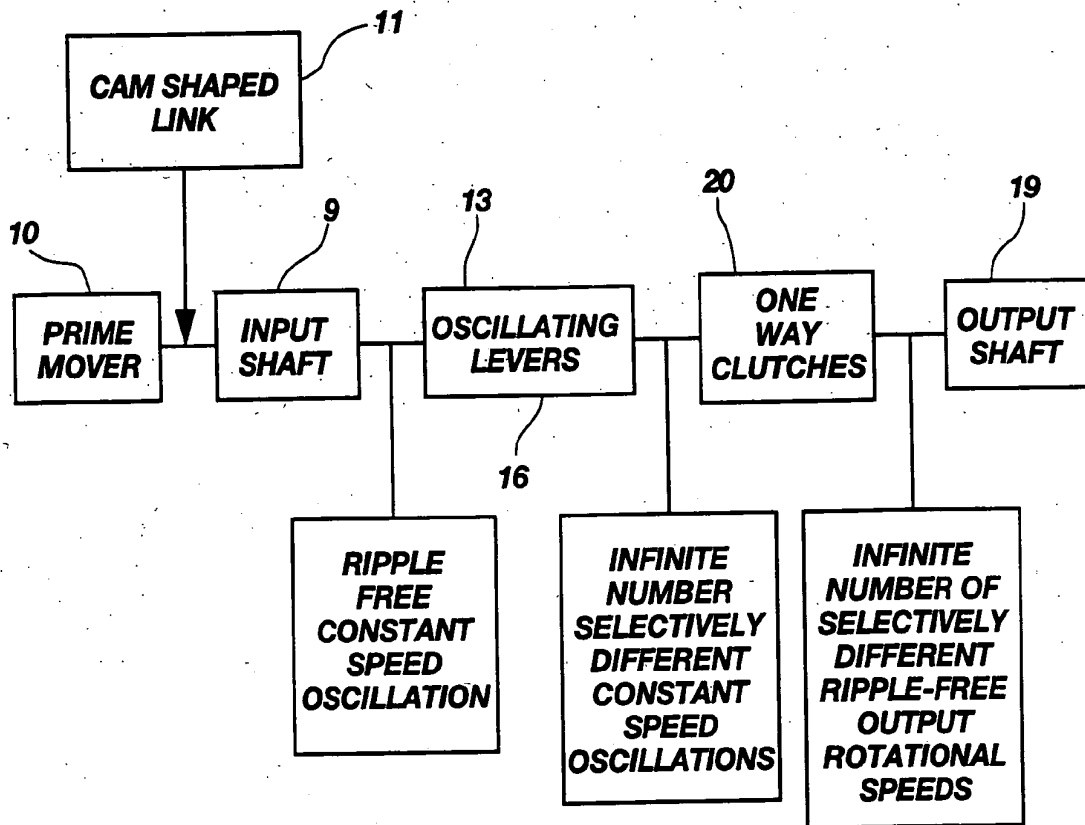 11
CAM SHAPED
LINK
10
9
13
20
19
PRIME
MOVER
INPUT
SHAFT
OSCILLATING
LEVERS
ONE
WAY
CLUTCHES
OUTPUT
SHAFT
16
RIPPLE
FREE
CONSTANT
SPEED
OSCILLATION
INFINITE
NUMBER
SELECTIVELY
DIFFERENT
CONSTANT
SPEED
OSCILLATIONS
INFINITE
NUMBER OF
SELECTIVELY
DIFFERENT
RIPPLE-FREE
OUTPUT
ROTATIONAL
SPEEDS